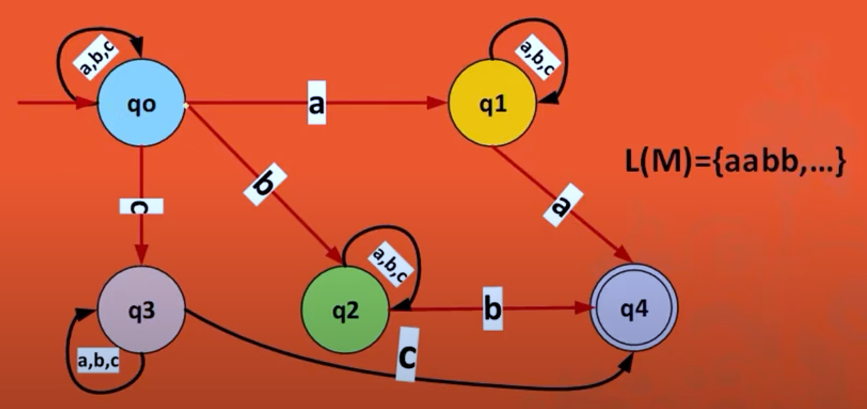 a,b,c
a,b,c
qo
a
q1
L(M)={aabb,...}
c
b
a
a,b,c
q3
q2
b
q4
a,b,c
c